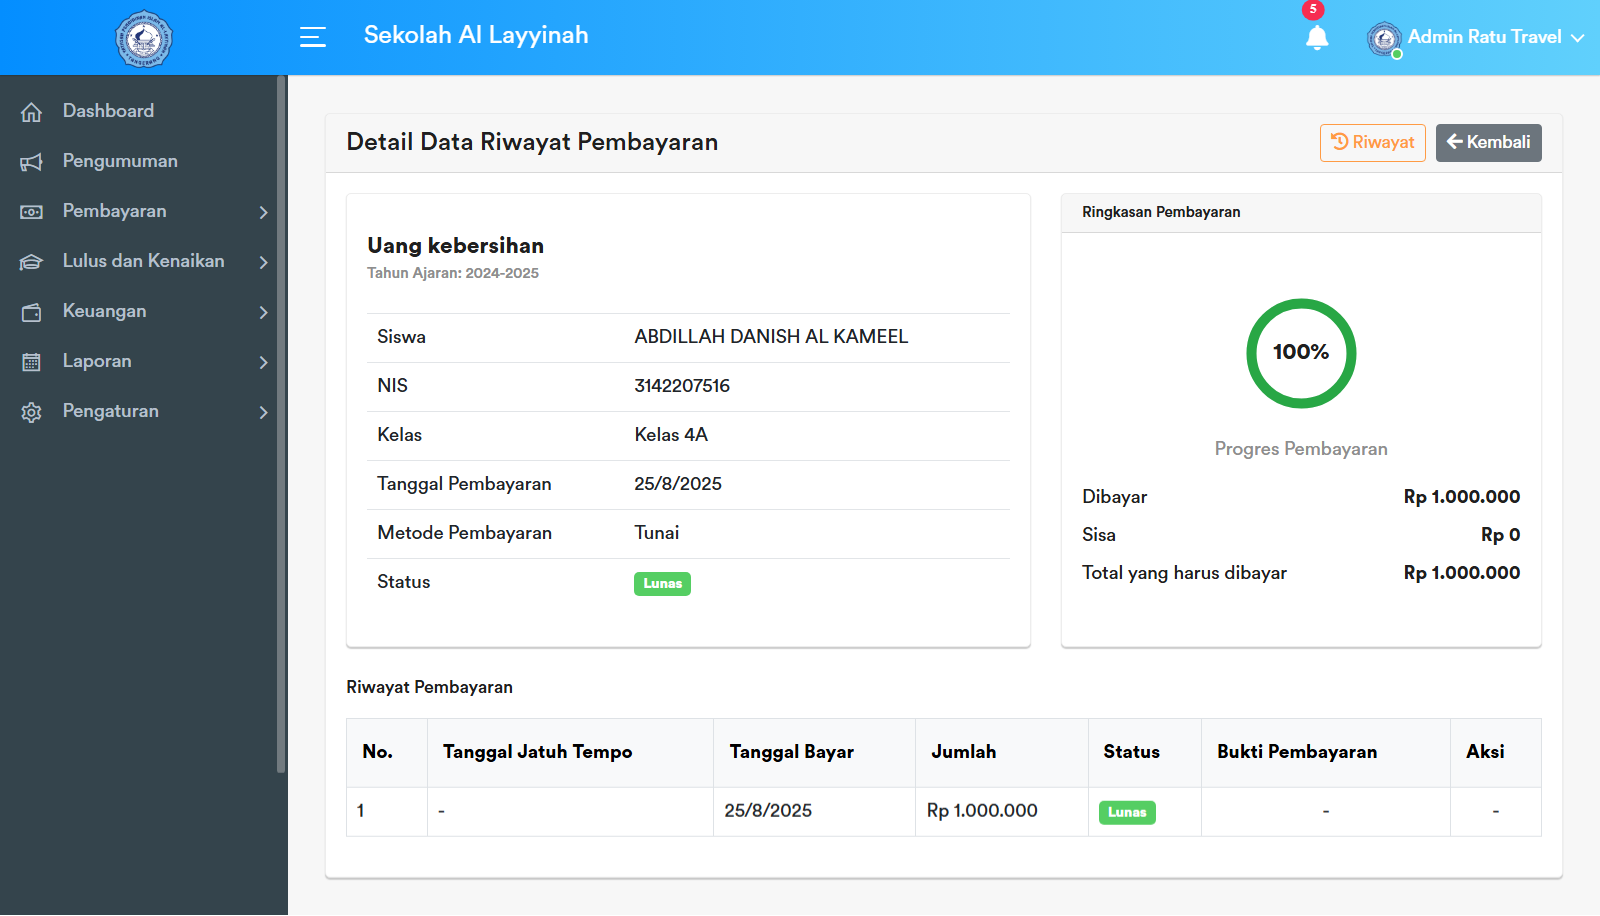 Sekolah Al Layyinah
5
Admin Ratu Travel
Dashboard
Pengumuman
Pembayaran
Lulus dan Kenaikan
Keuangan
Laporan
Pengaturan
Detail Data Riwayat Pembayaran
Riwayat
Kembali
Uang kebersihan
Tahun Ajaran: 2024-2025
Siswa ABDILLAH DANISH AL KAMEEL
NIS 3142207516
Kelas Kelas 4A
Tanggal Pembayaran 25/8/2025
Metode Pembayaran Tunai
Status Lunas
Ringkasan Pembayaran
100%
Progres Pembayaran
Dibayar Rp 1.000.000
Sisa Rp 0
Total yang harus dibayar Rp 1.000.000
Riwayat Pembayaran
No. Tanggal Jatuh Tempo Tanggal Bayar Jumlah Status Bukti Pembayaran Aksi
1 - 25/8/2025 Rp 1.000.000 Lunas - -